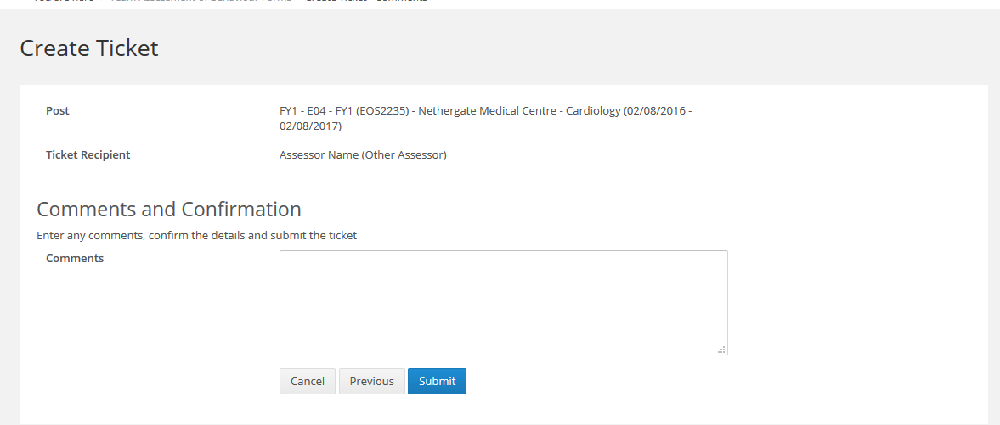 Create Ticket
Post
FY1 - E04 - FY1 (EOS2235) - Nethergate Medical Centre - Cardiology (02/08/2016 -
02/08/2017)
Ticket Recipient
Assessor Name (Other Assessor)
Comments and Confirmation
Enter any comments, confirm the details and submit the ticket
Comments
Cancel
Previous
Submit